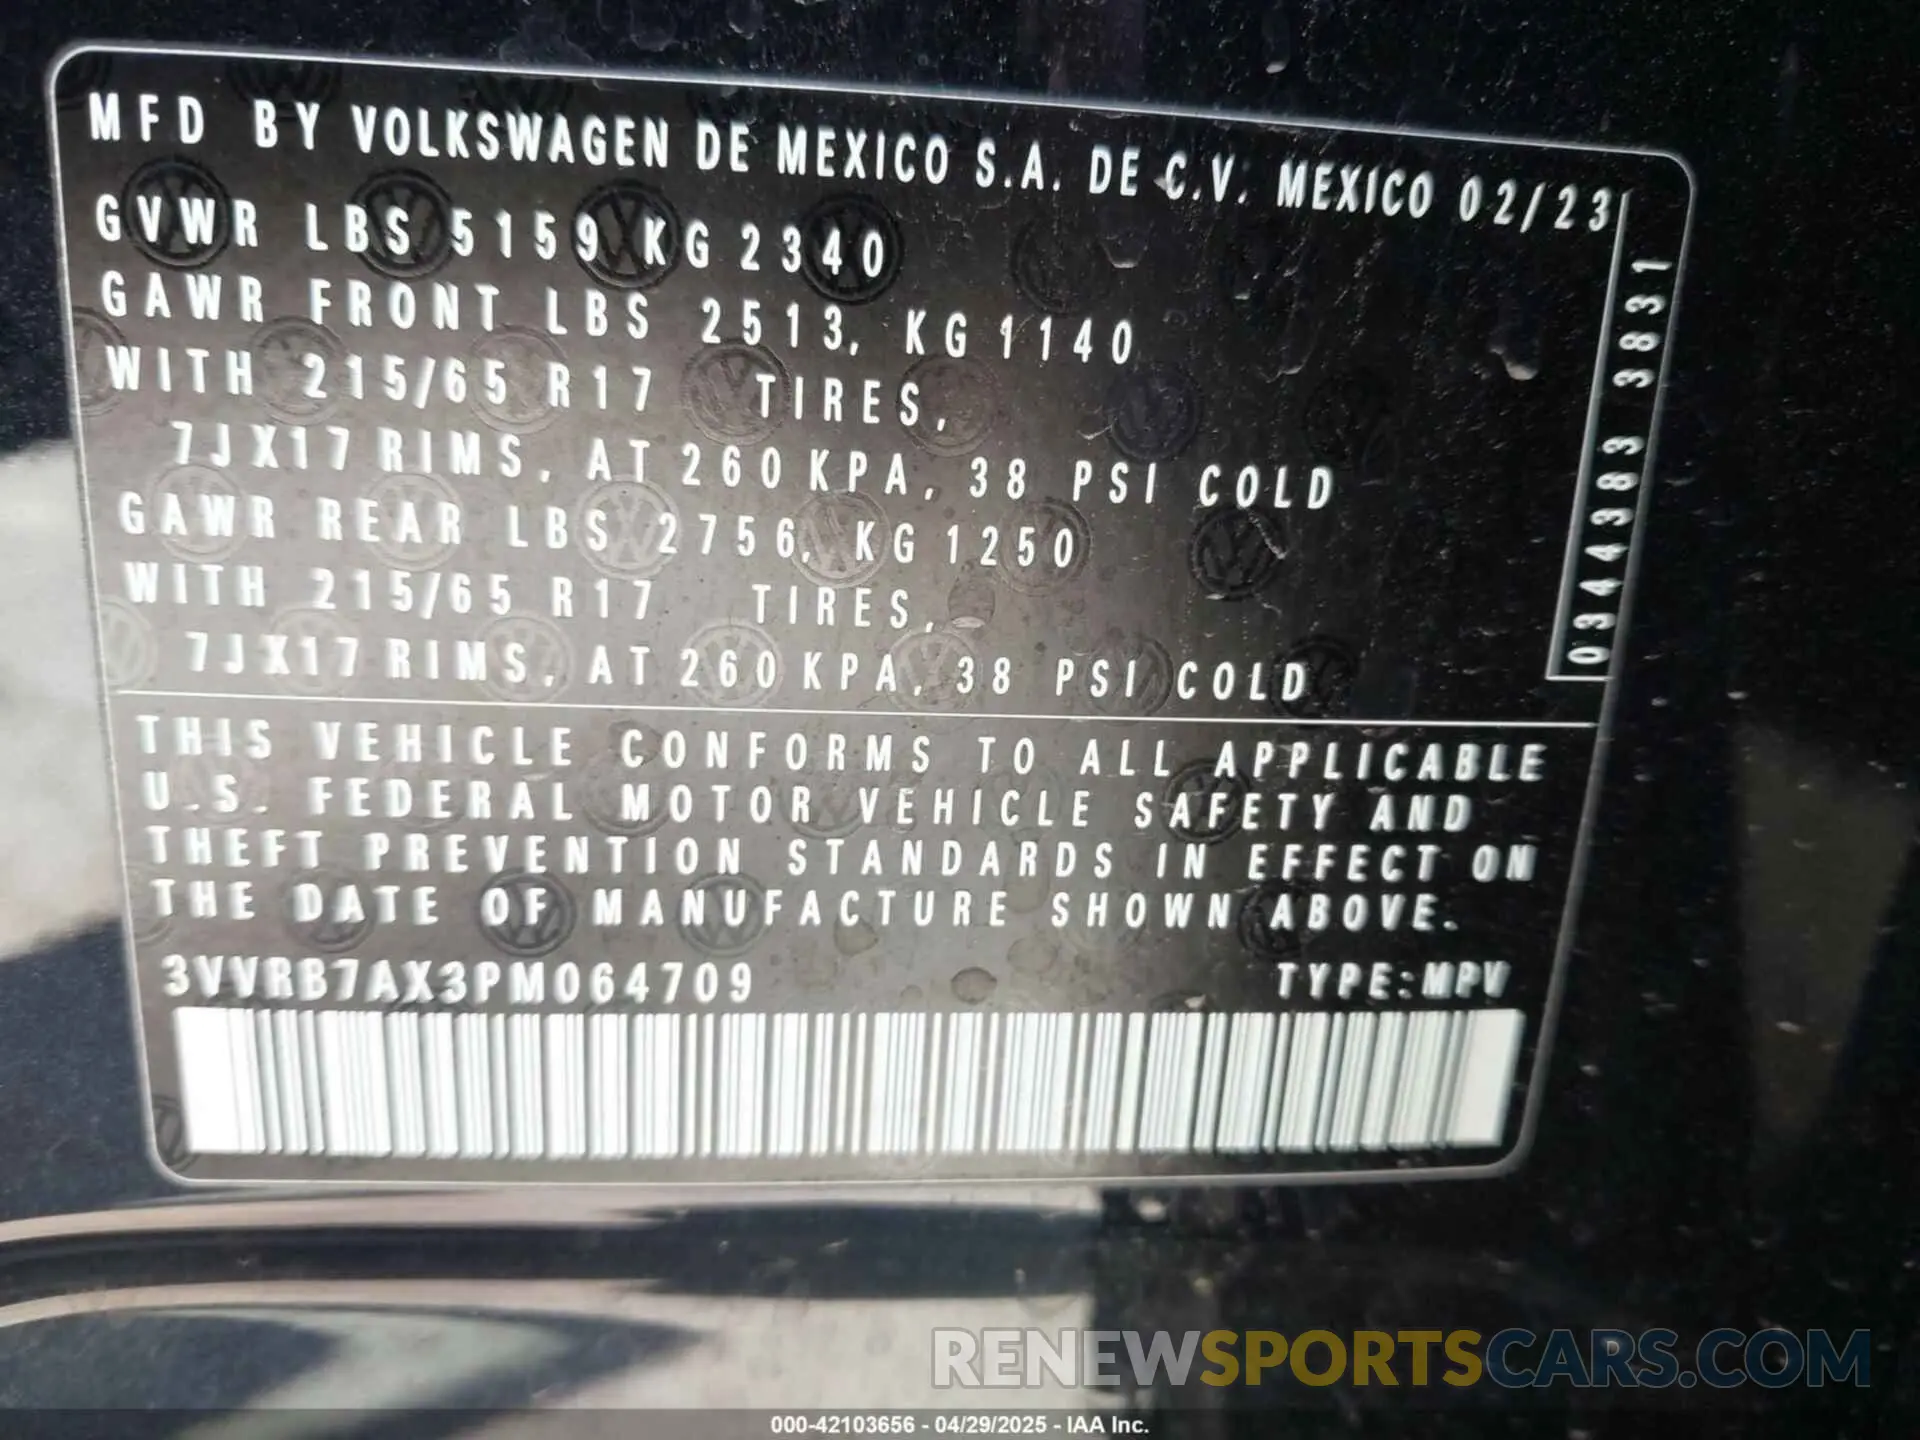 MFD BY VOLKSWAGEN DE MEXICO S.A. DE C.V. MEXICO 02/23
GVWR LBS 5159 KG 2340
GAWR FRONT LBS 2513, KG 1140
WITH 215/65 R17 TIRES,
7JX17 RIMS, AT 260 KPA, 38 PSI COLD
GAWR REAR LBS 2756, KG 1250
WITH 215/65 R17 TIRES,
7JX17 RIMS, AT 260 KPA, 38 PSI COLD
0344383 3831
THIS VEHICLE CONFORMS TO ALL APPLICABLE
U.S. FEDERAL MOTOR VEHICLE SAFETY AND
THEFT PREVENTION STANDARDS IN EFFECT ON
THE DATE OF MANUFACTURE SHOWN ABOVE.
3VVRB7AX3PM064709 TYPE:MPV
RENEWSPORTSCARS.COM
000-42103656 - 04/29/2025 - IAA Inc.